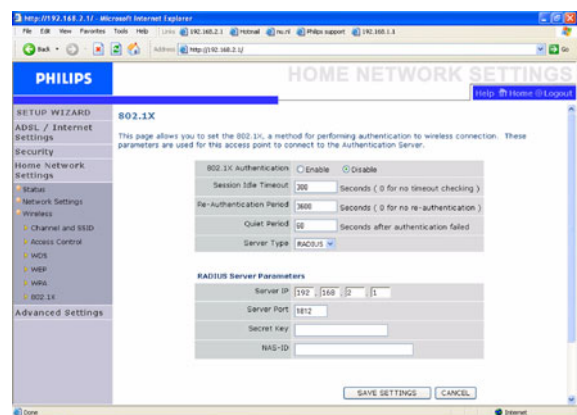 http://192.168.2.1/ - Microsoft Internet Explorer
File Edit View Favorites Tools Help Links 192.168.2.1 Hotmail nu.nl Philips support 192.168.1.1
Back
Address http://192.168.2.1/ Go
PHILIPS
HOME NETWORK SETTINGS
Help Home Logout
SETUP WIZARD
ADSL / Internet Settings
Security
Home Network Settings
Status
Network Settings
Wireless
Channel and SSID
Access Control
WDS
WEP
WPA
802.1X
Advanced Settings
802.1X
This page allows you to set the 802.1X, a method for performing authentication to wireless connection. These
parameters are used for this access point to connect to the Authentication Server.
802.1X Authentication Enable Disable
Session Idle Timeout 300 Seconds ( 0 for no timeout checking )
Re-Authentication Period 3600 Seconds ( 0 for no re-authentication )
Quiet Period 60 Seconds after authentication failed
Server Type RADIUS
RADIUS Server Parameters
Server IP 192 . 168 . 2 . 1
Server Port 1812
Secret Key
NAS-ID
SAVE SETTINGS CANCEL
Done Internet